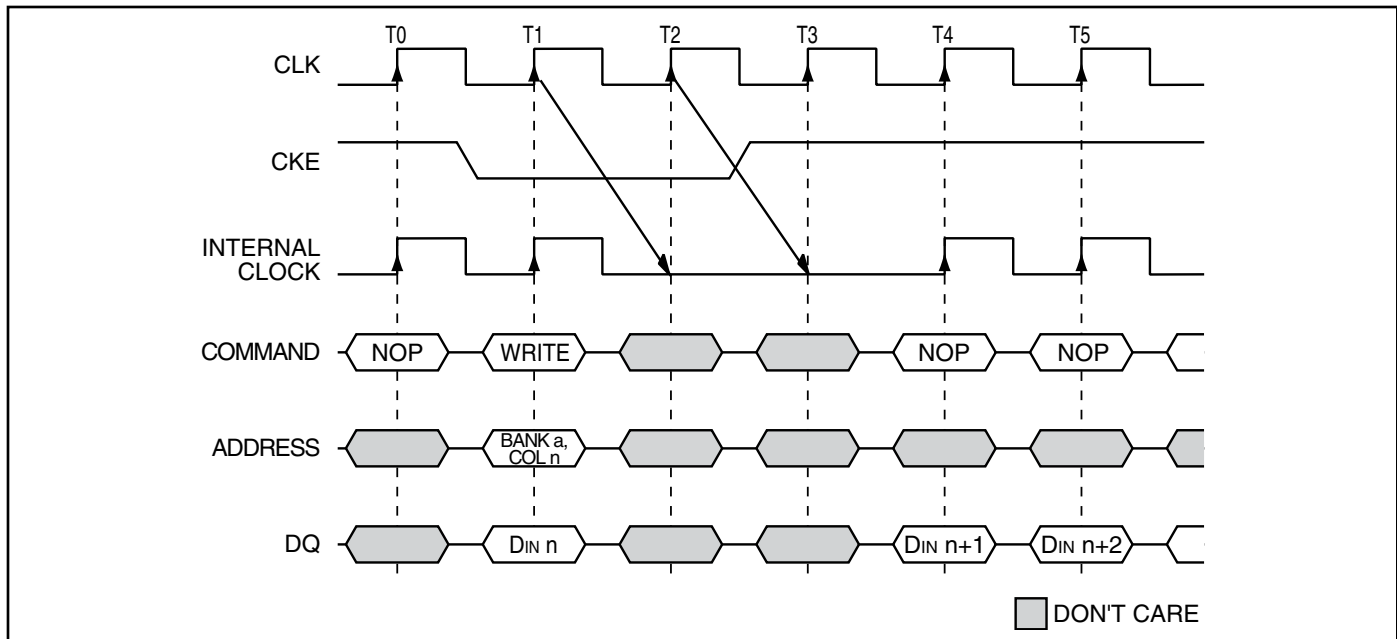 T0 T1 T2 T3 T4 T5
CLK
CKE
INTERNAL
CLOCK
COMMAND NOP WRITE NOP NOP
ADDRESS BANK a,
COL n
DQ DIN n DIN n+1 DIN n+2
DON'T CARE